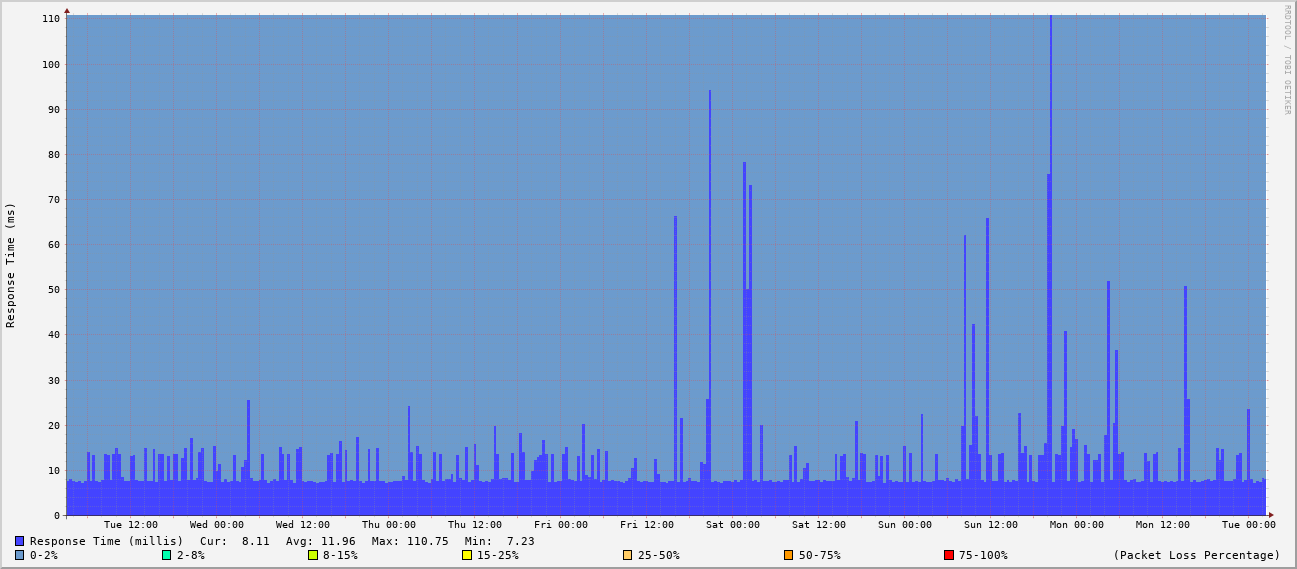 RRDTOOL / TOBI OETIKER
Response Time (ms)
110
100
90
80
70
60
50
40
30
20
10
0
Tue 12:00 Wed 00:00 Wed 12:00 Thu 00:00 Thu 12:00 Fri 00:00 Fri 12:00 Sat 00:00 Sat 12:00 Sun 00:00 Sun 12:00 Mon 00:00 Mon 12:00 Tue 00:00
Response Time (millis) Cur: 8.11 Avg: 11.96 Max: 110.75 Min: 7.23
0-2% 2-8% 8-15% 15-25% 25-50% 50-75% 75-100% (Packet Loss Percentage)